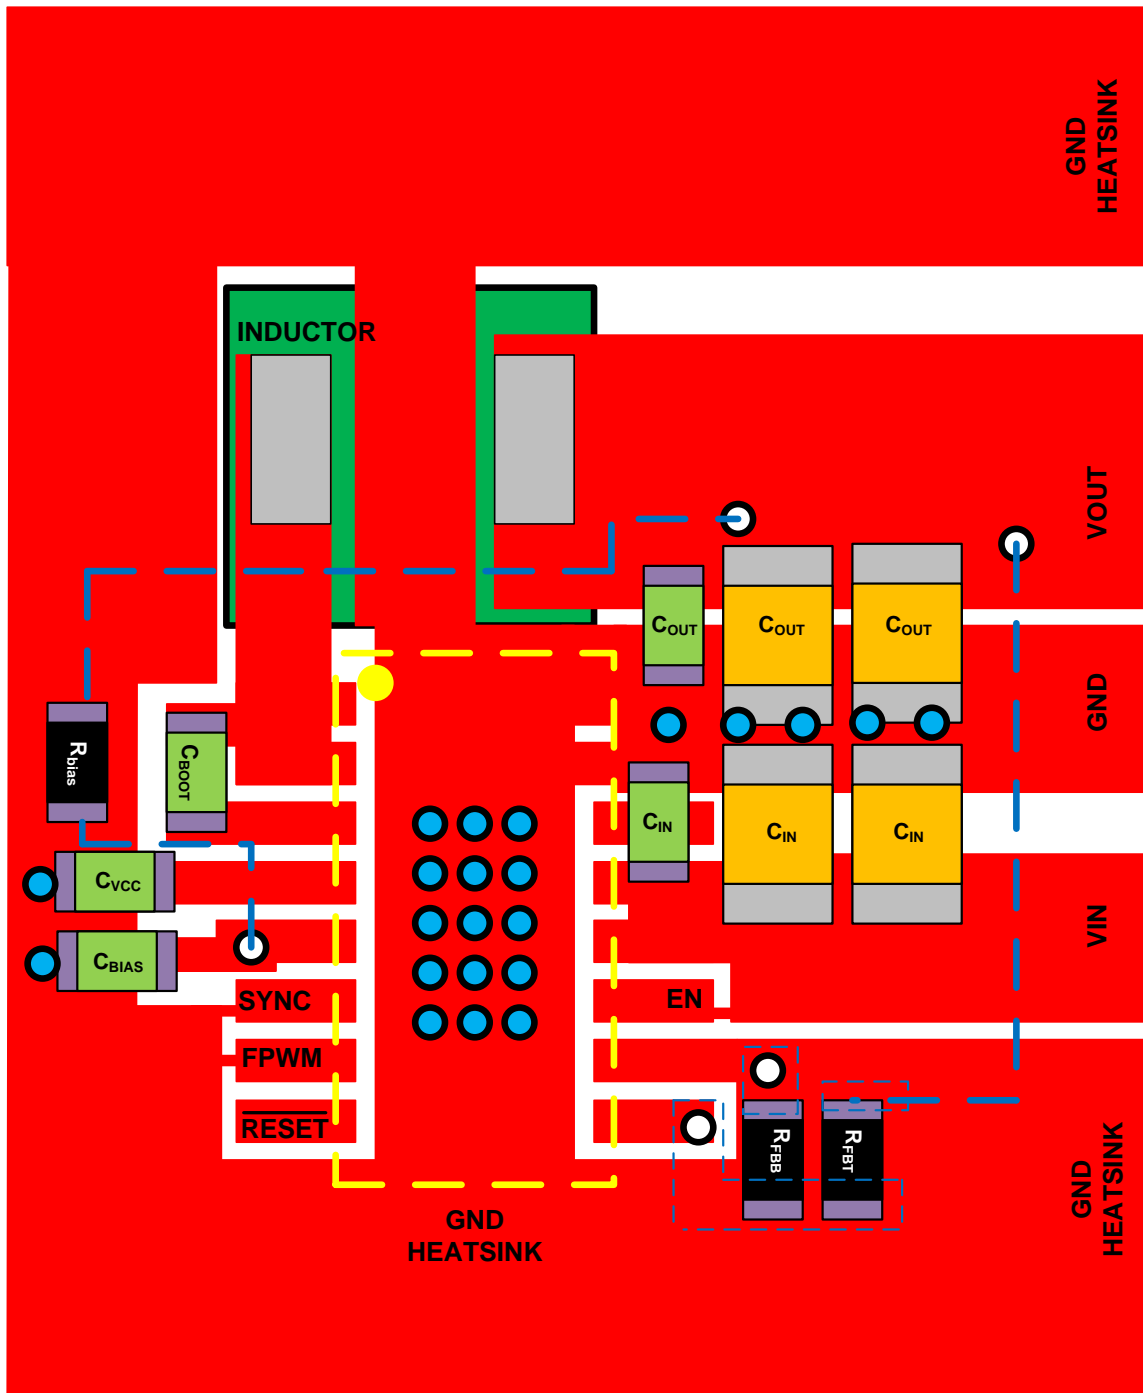 GND
HEATSINK
INDUCTOR
VOUT
COUT
COUT
COUT
GND
Rbias
CBOOT
CIN
CIN
CIN
CVCC
VIN
CBIAS
SYNC
EN
FPWM
RESET
RFBB
RFBT
GND
HEATSINK
GND
HEATSINK